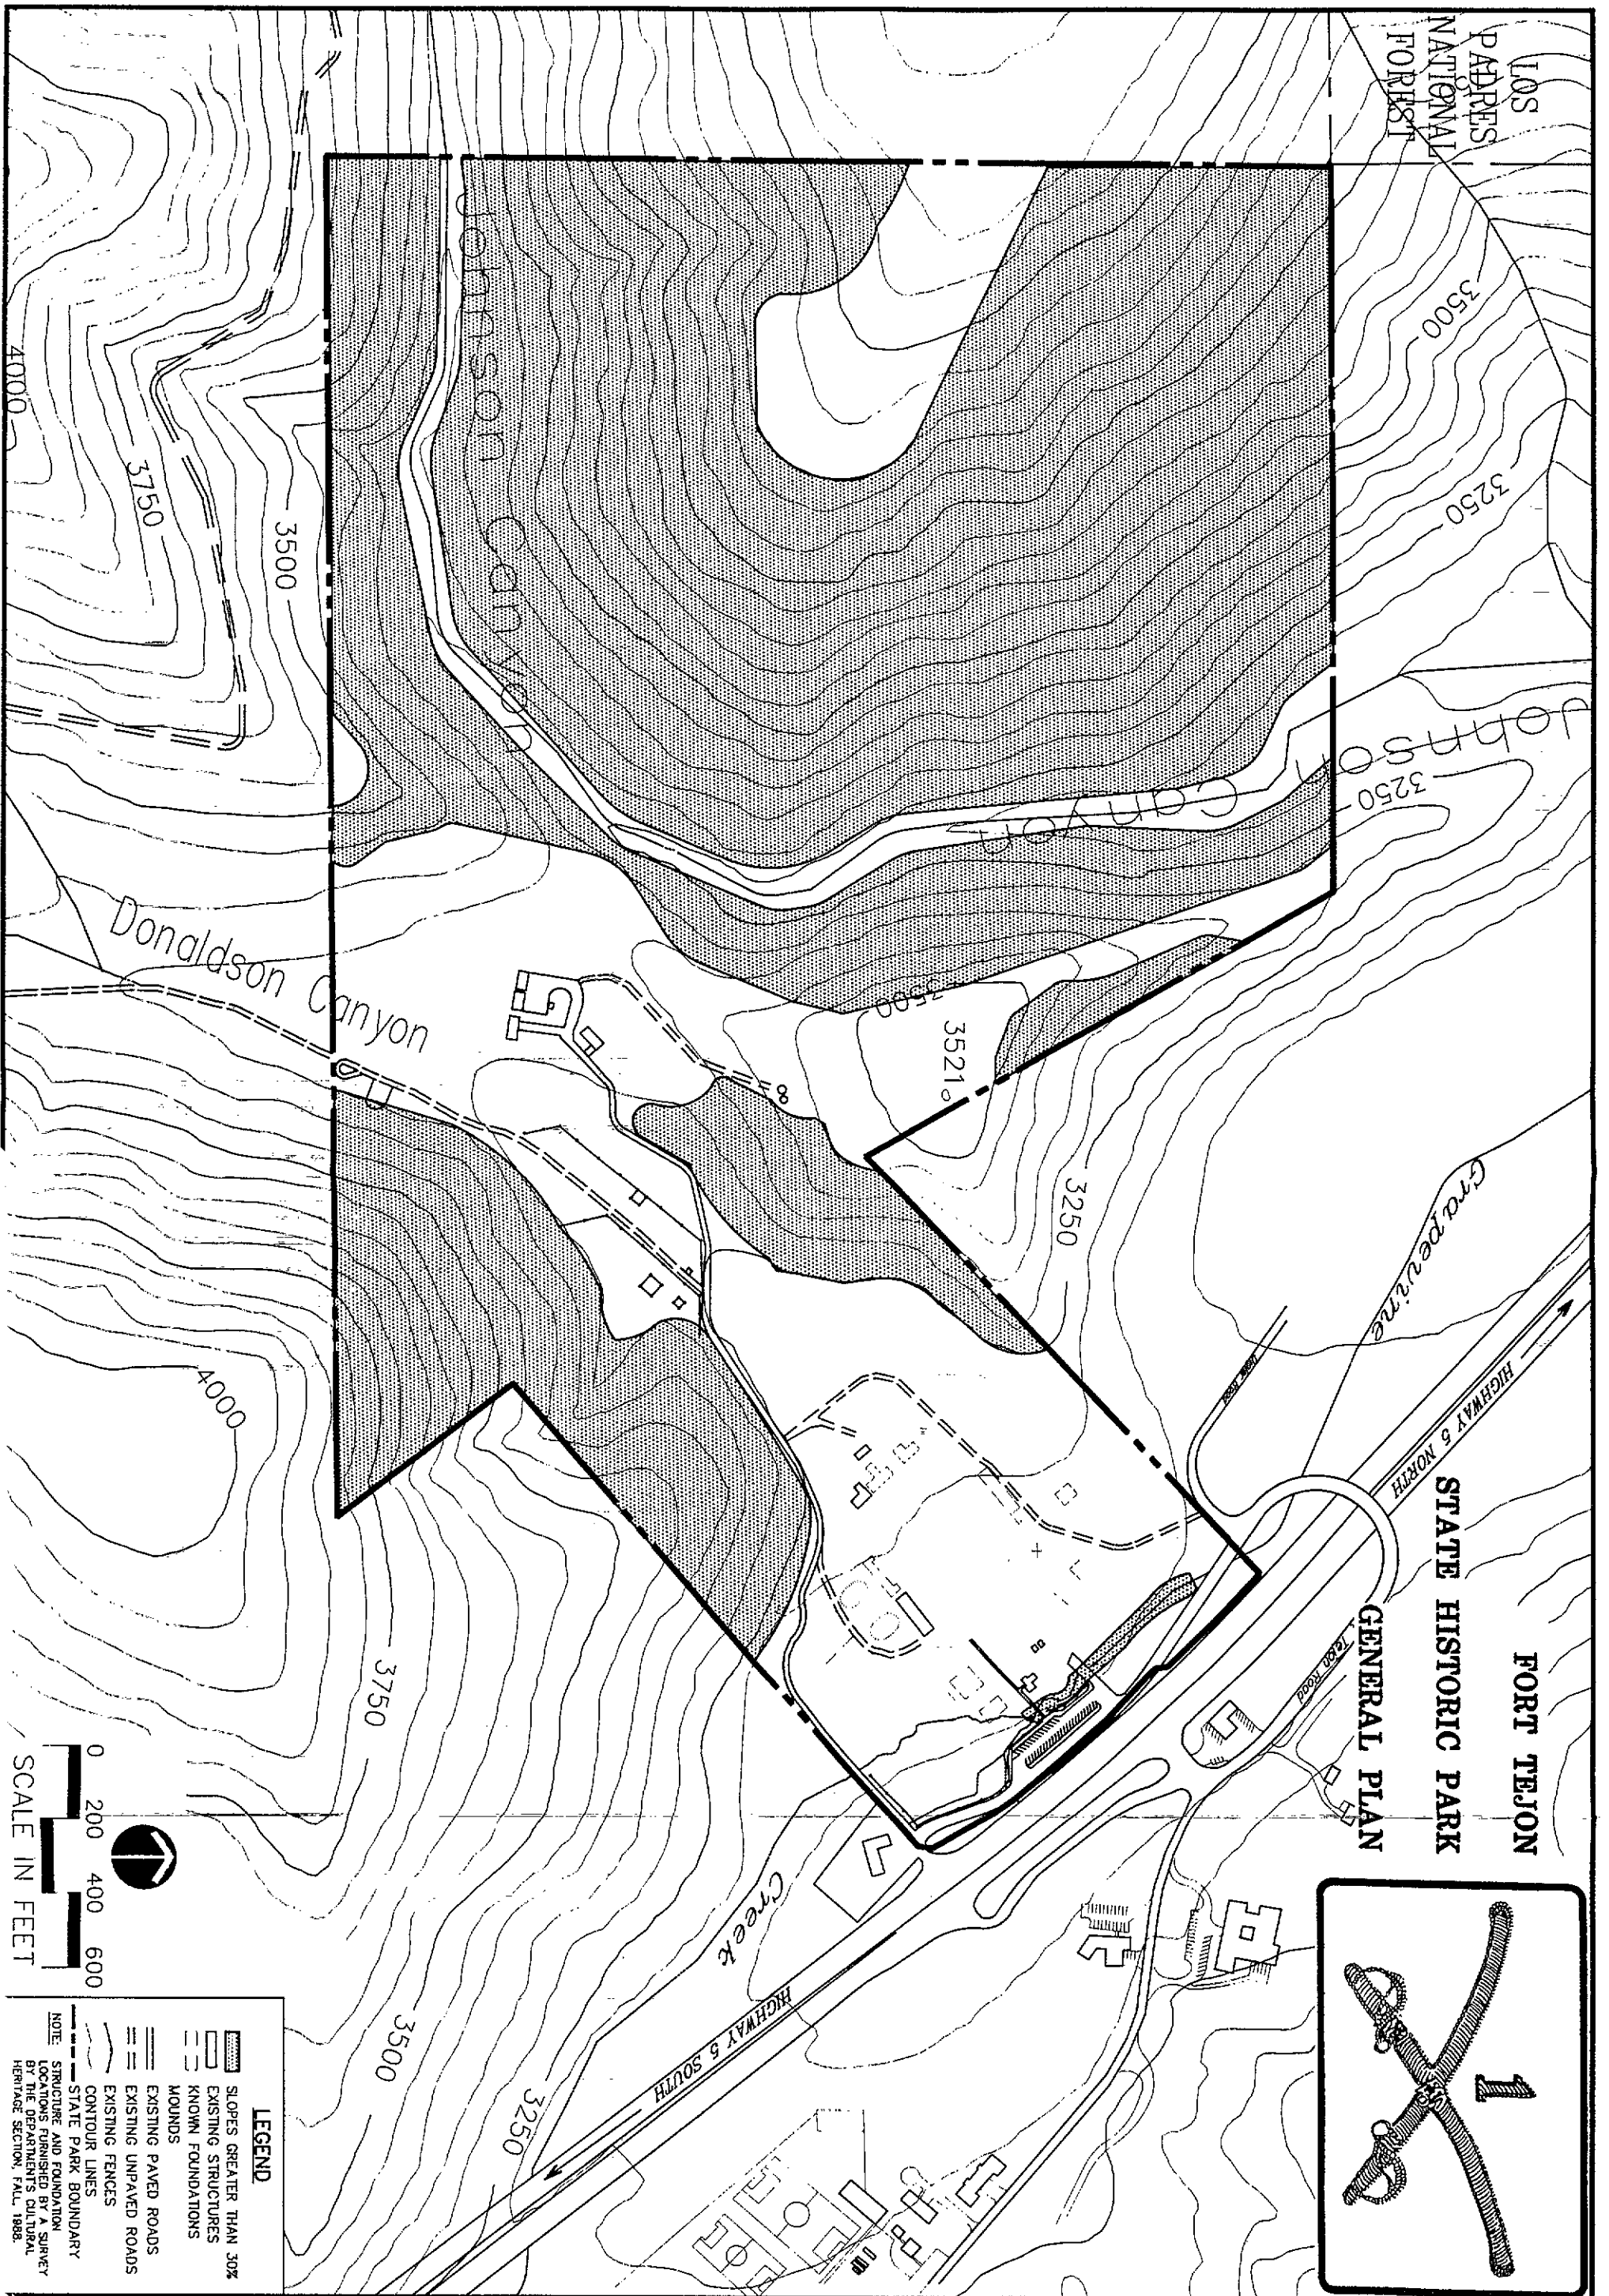 LOS
PADRES
NATIONAL
FOREST
FORT TEJON
STATE HISTORIC PARK
GENERAL PLAN
1
3500
3250
Johnson Canyon
3250
Johnson Canyon
Grapevine
HIGHWAY 5 NORTH
Tejon Road
3500
3521
3250
4000
3750
3500
Donaldson Canyon
4000
3750
Creek
HIGHWAY 5 SOUTH
3500
3250
0 200 400 600
SCALE IN FEET
LEGEND
SLOPES GREATER THAN 30%
EXISTING STRUCTURES
KNOWN FOUNDATIONS
MOUNDS
EXISTING PAVED ROADS
EXISTING UNPAVED ROADS
EXISTING FENCES
CONTOUR LINES
STATE PARK BOUNDARY
NOTE: STRUCTURE AND FOUNDATION
LOCATIONS FURNISHED BY A SURVEY
BY THE DEPARTMENT'S CULTURAL
HERITAGE SECTION, FALL 1988.